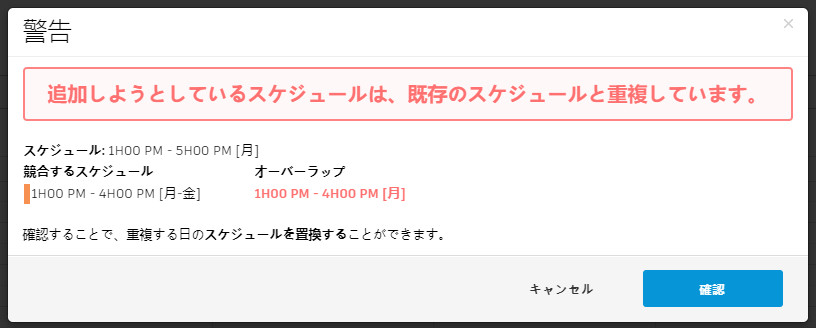 警告
追加しようとしているスケジュールは、既存のスケジュールと重複しています。
スケジュール: 1H00 PM - 5H00 PM [月]
競合するスケジュール オーバーラップ
1H00 PM - 4H00 PM [月-金] 1H00 PM - 4H00 PM [月]
確認することで、重複する日のスケジュールを置換することができます。
キャンセル 確認